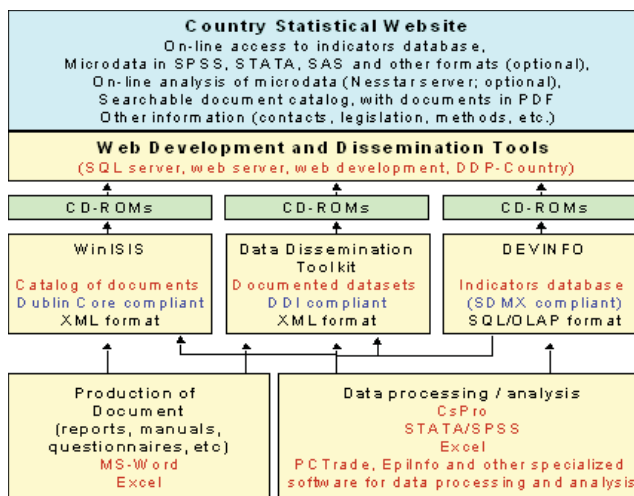 Country Statistical Website
On-line access to indicators database,
Microdata in SPSS, STATA, SAS and other formats (optional),
On-line analysis of microdata (Nesstar server; optional),
Searchable document catalog, with documents in PDF
Other information (contacts, legislation, methods, etc.)
Web Development and Dissemination Tools
(SQL server, web server, web development, DDP-Country)
CD-ROMs
CD-ROMs
CD-ROMs
WinISIS
Catalog of documents
Dublin Core compliant
XML format
Data Dissemination
Toolkit
Documented datasets
DDI compliant
XML format
DEVINFO
Indicators database
(SDMX compliant)
SQL/OLAP format
Production of
Document
(reports, manuals,
questionnaires, etc)
MS-Word
Excel
Data processing / analysis
CsPro
STATA/SPSS
Excel
PCTrade, EpiInfo and other specialized
software for data processing and analysis